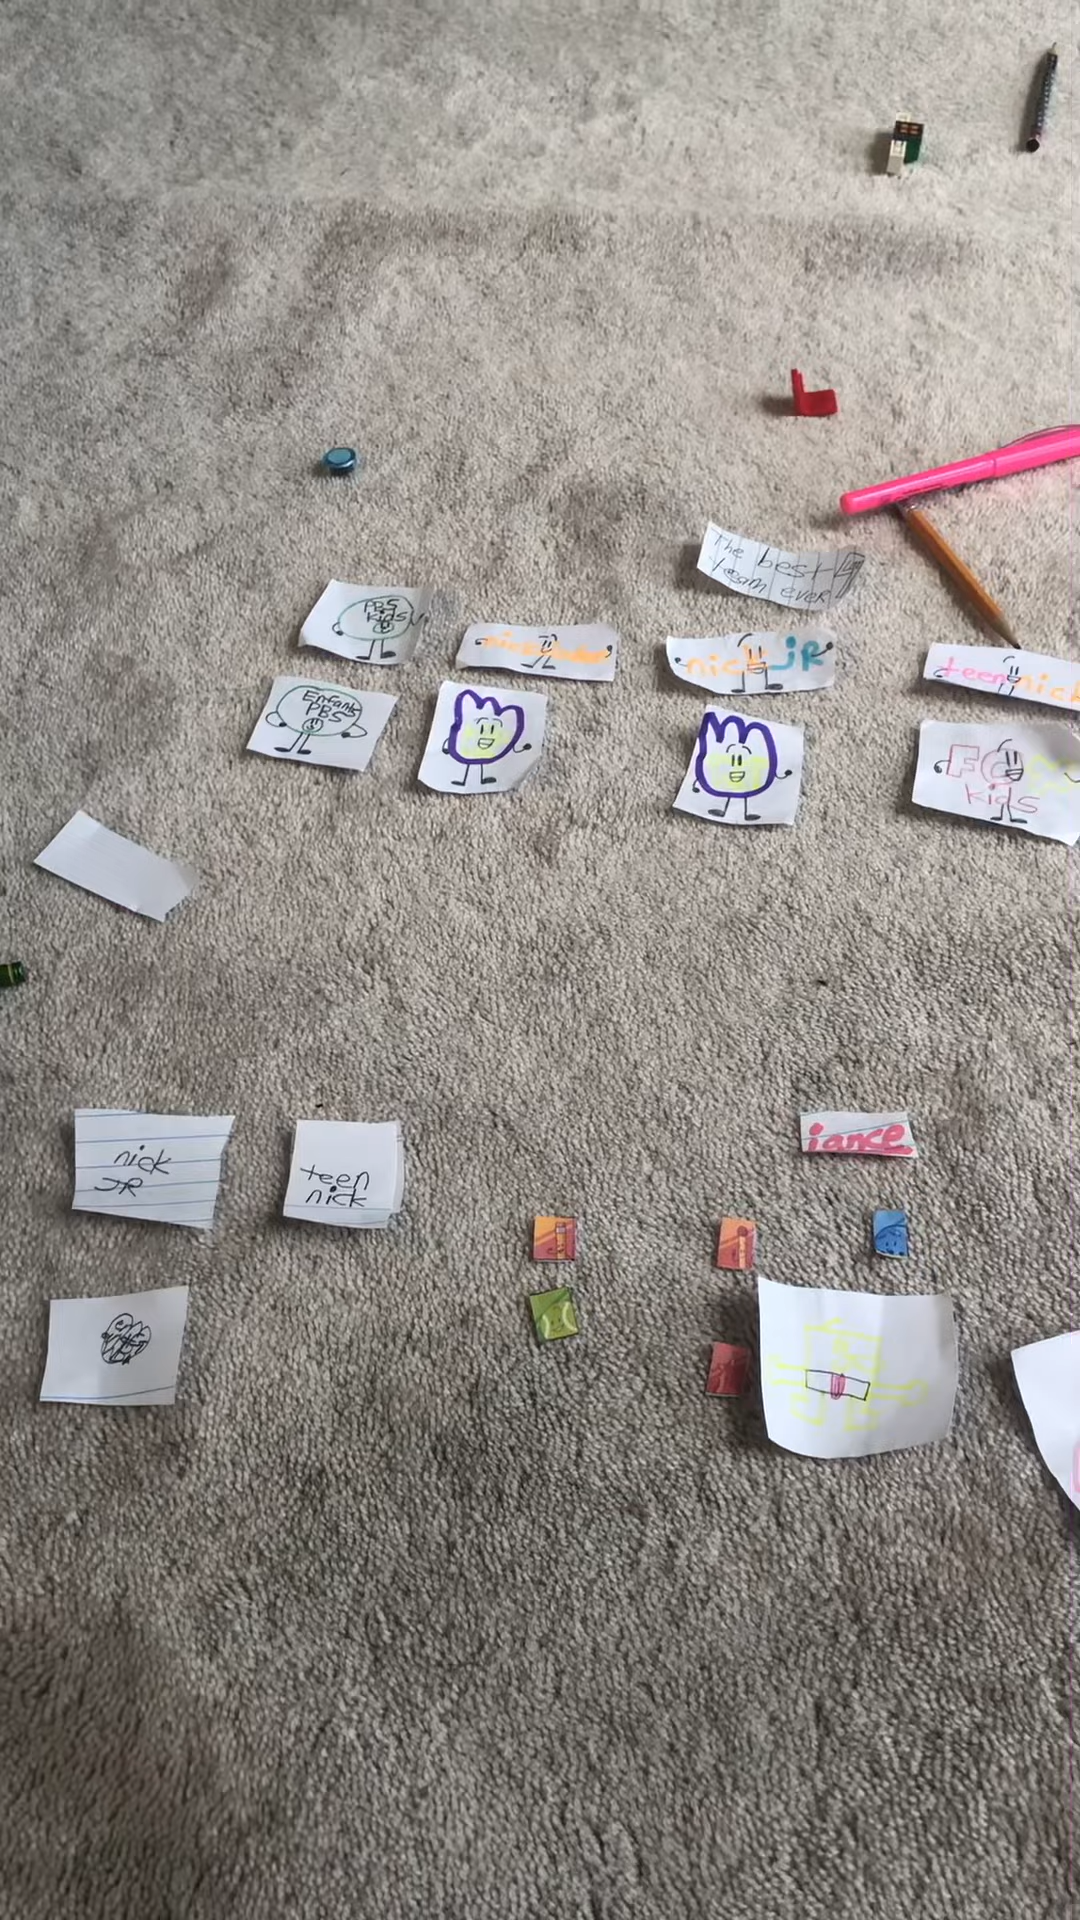 The best
team ever
PBS
Kids
nick
jR
teen nick
Enfants
PBS
FOX
kids
iance
nick
JR
teen
nick